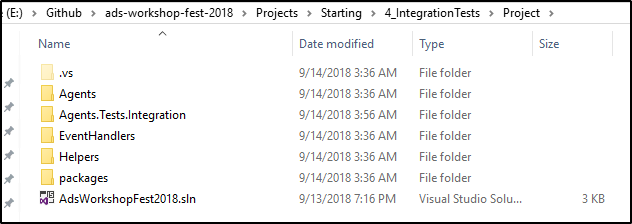 (E:) › Github › ads-workshop-fest-2018 › Projects › Starting › 4_IntegrationTests › Project ›
Name Date modified Type Size
.vs 9/14/2018 3:36 AM File folder
Agents 9/14/2018 3:36 AM File folder
Agents.Tests.Integration 9/14/2018 3:56 AM File folder
EventHandlers 9/14/2018 3:36 AM File folder
Helpers 9/14/2018 3:36 AM File folder
packages 9/14/2018 3:36 AM File folder
AdsWorkshopFest2018.sln 9/13/2018 7:16 PM Visual Studio Solu... 3 KB